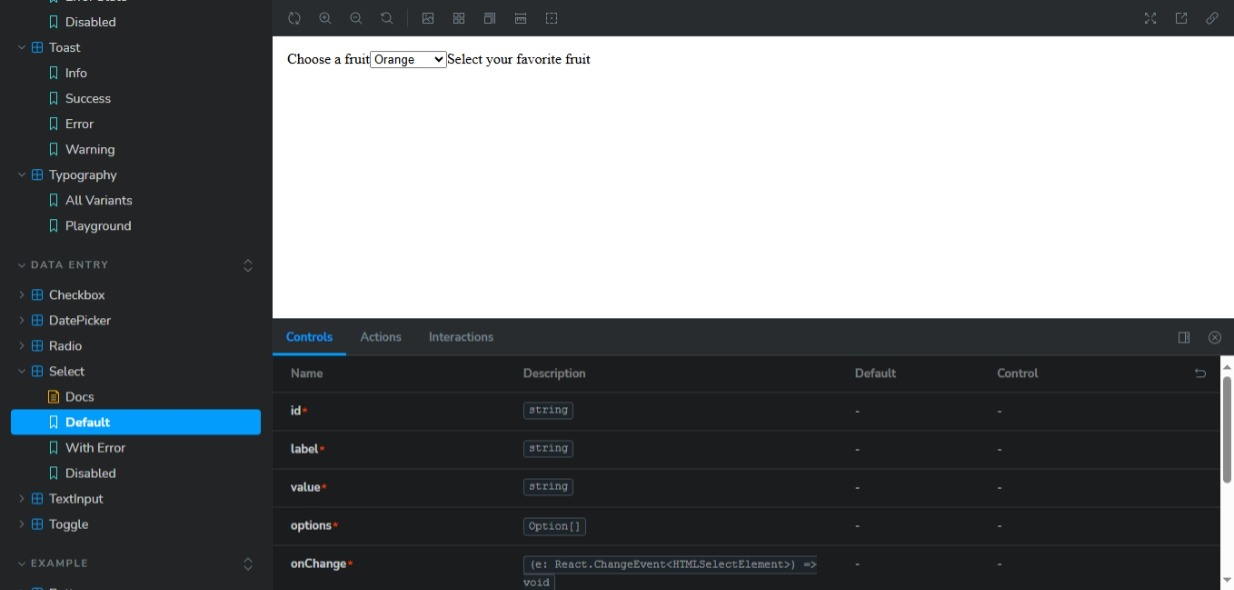 Disabled
Toast
Info
Success
Error
Warning
Typography
All Variants
Playground
DATA ENTRY
Checkbox
DatePicker
Radio
Select
Docs
Default
With Error
Disabled
TextInput
Toggle
EXAMPLE
Choose a fruit Orange Select your favorite fruit
Controls Actions Interactions
Name Description Default Control
id* string - -
label* string - -
value* string - -
options* Option[] - -
onChange* (e: React.ChangeEvent<HTMLSelectElement>) => - -
void